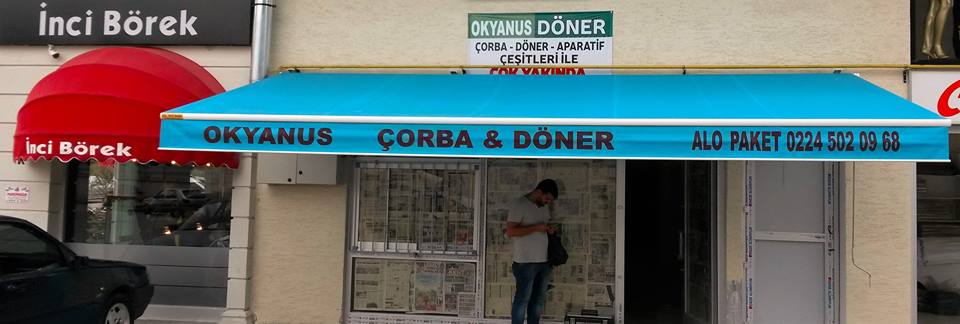 İnci Börek
OKYANUS DÖNER
ÇORBA - DÖNER - APARATİF
ÇEŞİTLERİ İLE
ÇOK YAKINDA
İnci Börek
OKYANUS ÇORBA & DÖNER ALO PAKET 0224 502 09 68